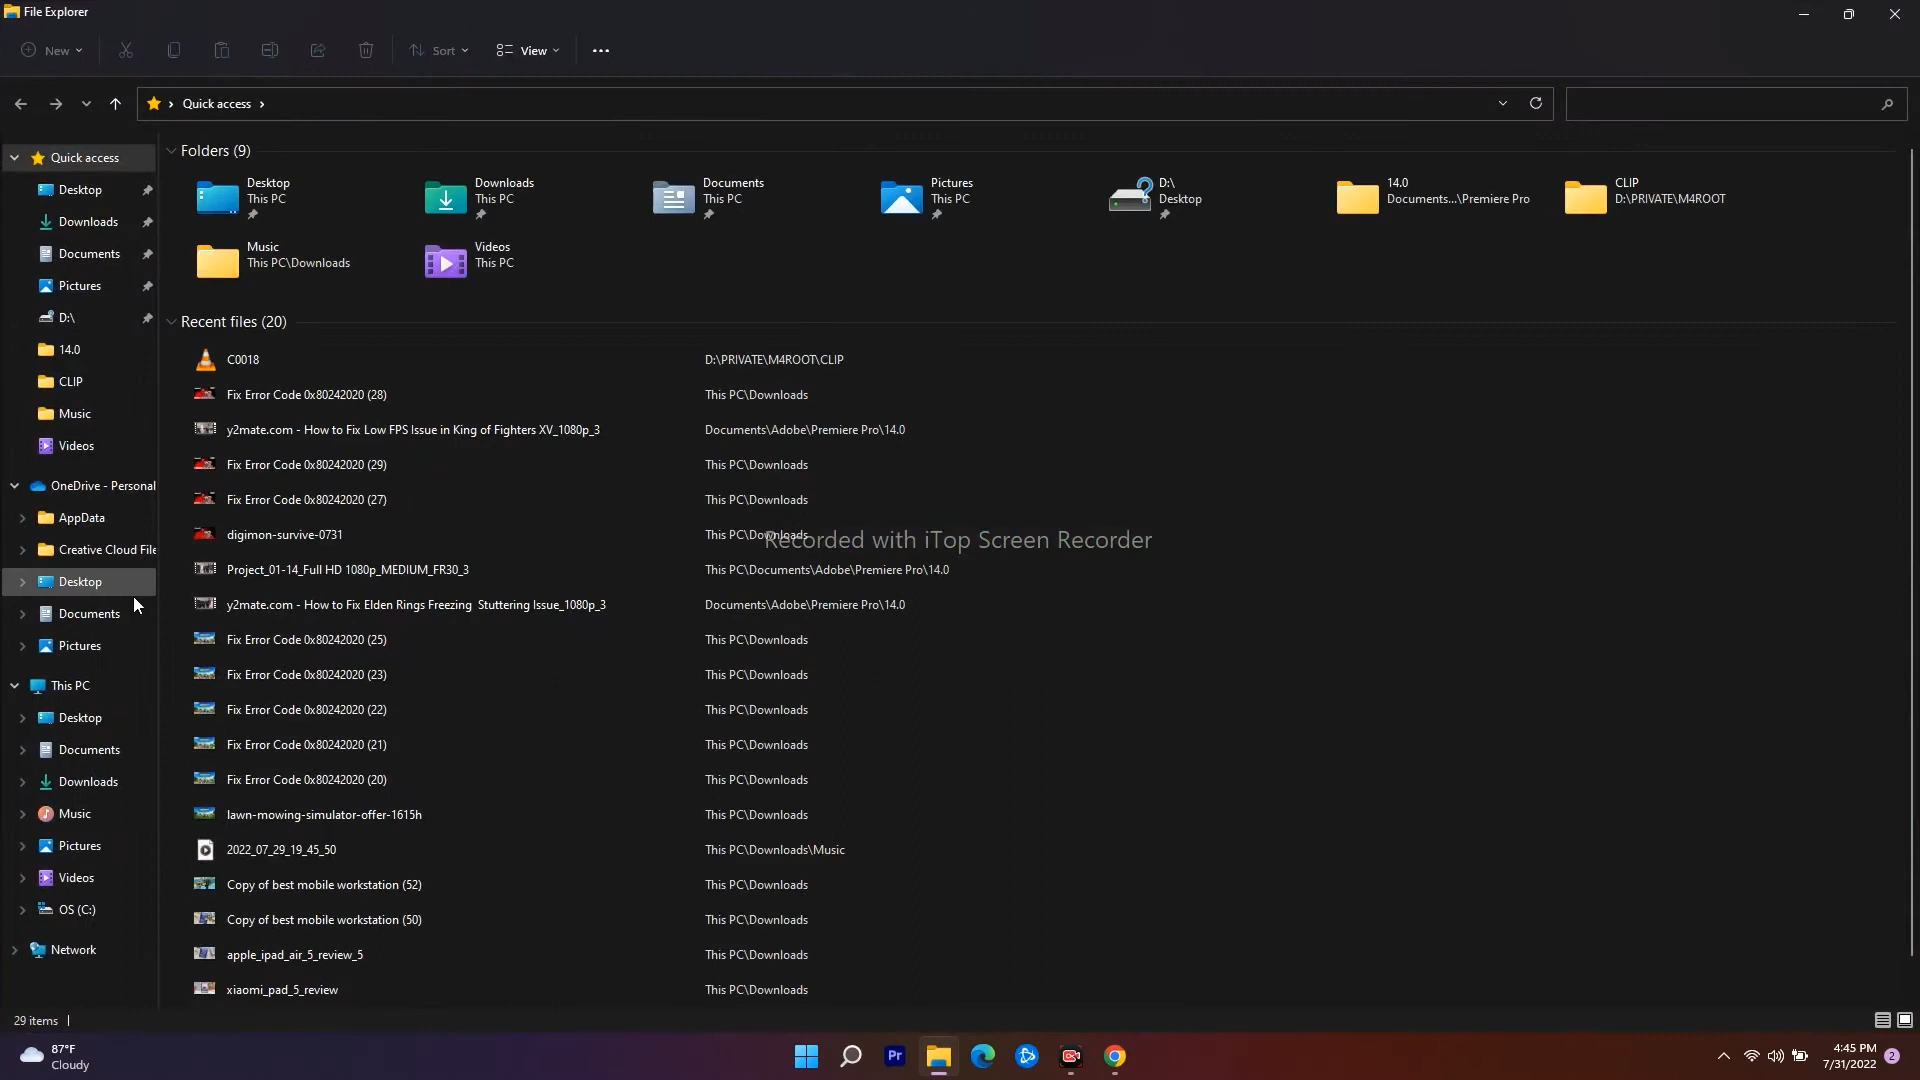 File Explorer
New
Sort
View
Quick access
Quick access
Desktop
Downloads
Documents
Pictures
D:\
14.0
CLIP
Music
Videos
OneDrive - Personal
AppData
Creative Cloud File
Desktop
Documents
Pictures
This PC
Desktop
Documents
Downloads
Music
Pictures
Videos
OS (C:)
Network
Folders (9)
Desktop
This PC
Downloads
This PC
Documents
This PC
Pictures
This PC
D:\
Desktop
14.0
Documents...\Premiere Pro
CLIP
D:\PRIVATE\M4ROOT
Music
This PC\Downloads
Videos
This PC
Recent files (20)
C0018 D:\PRIVATE\M4ROOT\CLIP
Fix Error Code 0x80242020 (28) This PC\Downloads
y2mate.com - How to Fix Low FPS Issue in King of Fighters XV_1080p_3 Documents\Adobe\Premiere Pro\14.0
Fix Error Code 0x80242020 (29) This PC\Downloads
Fix Error Code 0x80242020 (27) This PC\Downloads
digimon-survive-0731 This PC\Downloads
Recorded with iTop Screen Recorder
Project_01-14_Full HD 1080p_MEDIUM_FR30_3 This PC\Documents\Adobe\Premiere Pro\14.0
y2mate.com - How to Fix Elden Rings Freezing Stuttering Issue_1080p_3 Documents\Adobe\Premiere Pro\14.0
Fix Error Code 0x80242020 (25) This PC\Downloads
Fix Error Code 0x80242020 (23) This PC\Downloads
Fix Error Code 0x80242020 (22) This PC\Downloads
Fix Error Code 0x80242020 (21) This PC\Downloads
Fix Error Code 0x80242020 (20) This PC\Downloads
lawn-mowing-simulator-offer-1615h This PC\Downloads
2022_07_29_19_45_50 This PC\Downloads\Music
Copy of best mobile workstation (52) This PC\Downloads
Copy of best mobile workstation (50) This PC\Downloads
apple_ipad_air_5_review_5 This PC\Downloads
xiaomi_pad_5_review This PC\Downloads
29 items
87°F
Cloudy
Pr
4:45 PM
7/31/2022
2